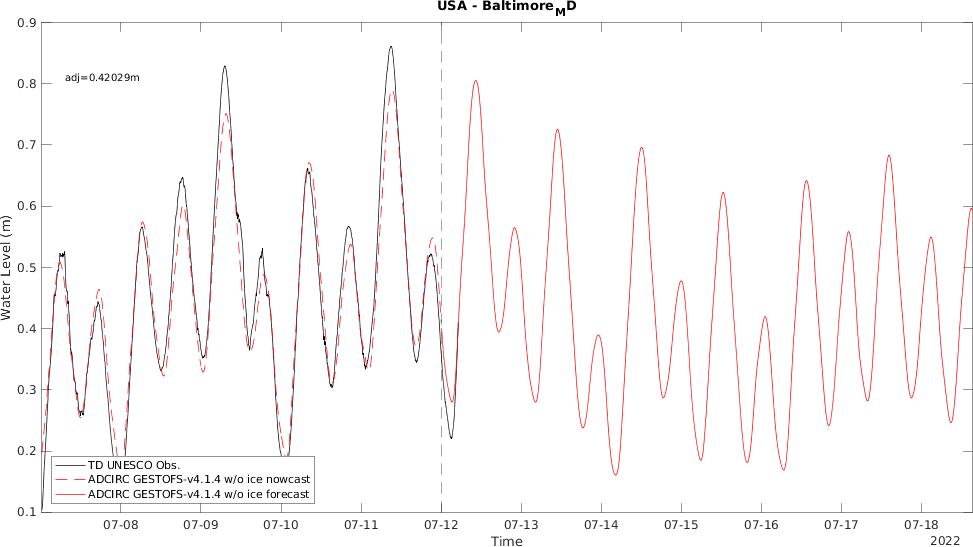 USA - Baltimore_MD
adj=0.42029m
0.9
0.8
0.7
0.6
0.5
0.4
0.3
0.2
0.1
Water Level (m)
TD UNESCO Obs.
ADCIRC GESTOFS-v4.1.4 w/o ice nowcast
ADCIRC GESTOFS-v4.1.4 w/o ice forecast
07-08 07-09 07-10 07-11 07-12 07-13 07-14 07-15 07-16 07-17 07-18
Time
2022